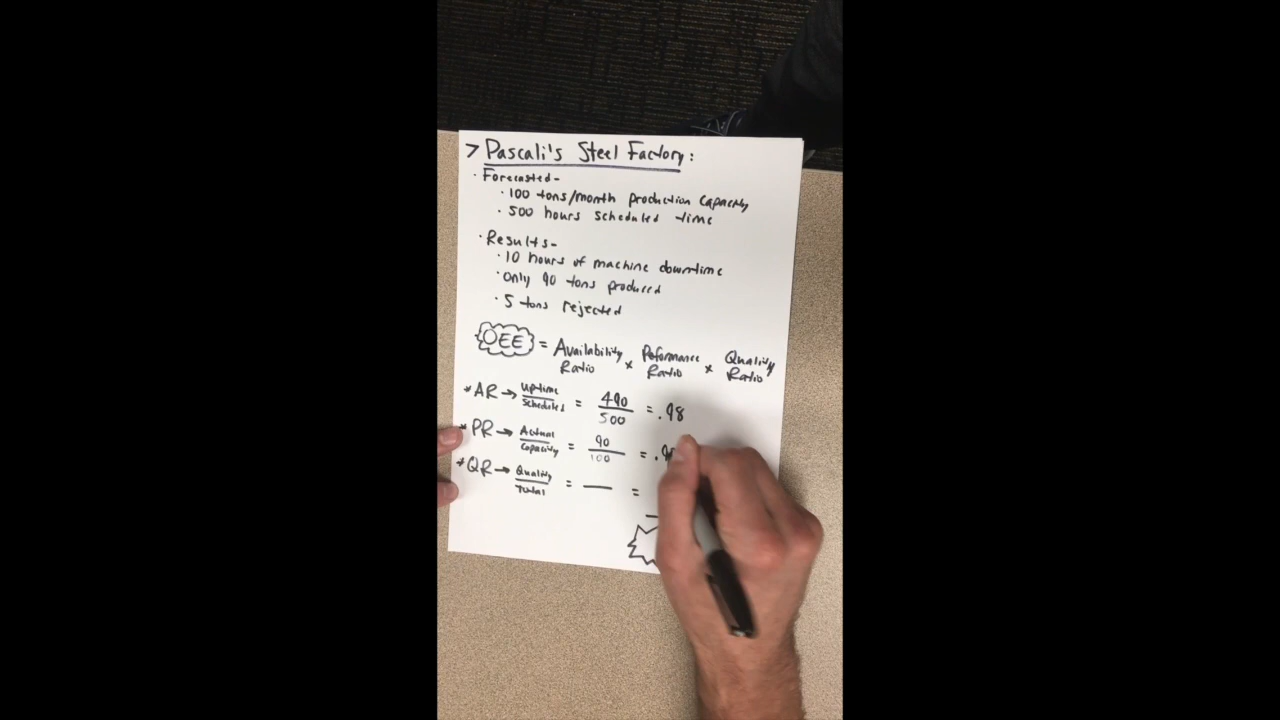 > Pascali's Steel Factory:
· Forecasted-
· 100 tons/month production capacity
· 500 hours scheduled time
· Results-
· 10 hours of machine downtime
· Only 90 tons produced
· 5 tons rejected
OEE = Availability Ratio x Peformance Ratio x Quality Ratio
* AR → Uptime/Scheduled = 490/500 = .98
* PR → Actual/Capacity = 90/100 = .9
* QR → Quality/Total = — =